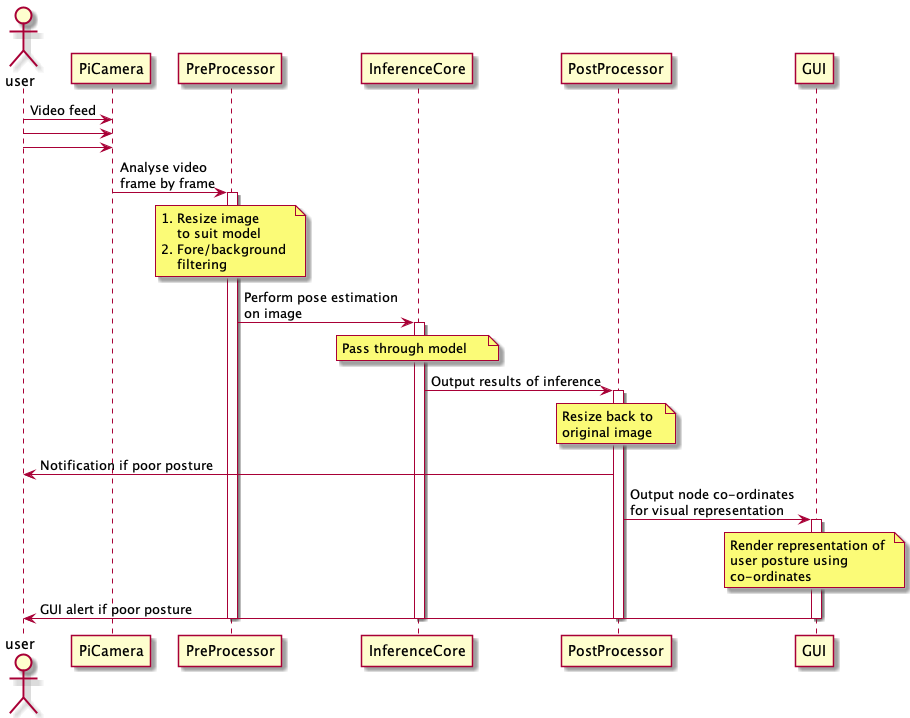 user
PiCamera
PreProcessor
InferenceCore
PostProcessor
GUI
Video feed
Analyse video
frame by frame
1. Resize image
to suit model
2. Fore/background
filtering
Perform pose estimation
on image
Pass through model
Output results of inference
Resize back to
original image
Notification if poor posture
Output node co-ordinates
for visual representation
Render representation of
user posture using
co-ordinates
GUI alert if poor posture
user
PiCamera
PreProcessor
InferenceCore
PostProcessor
GUI